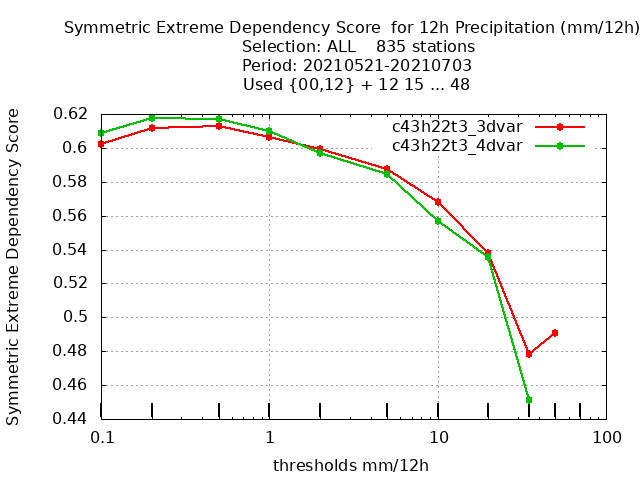 Symmetric Extreme Dependency Score  for 12h Precipitation (mm/12h)
Selection: ALL    835 stations
Period: 20210521-20210703
Used {00,12} + 12 15 ... 48
Symmetric Extreme Dependency Score
0.62
0.6
0.58
0.56
0.54
0.52
0.5
0.48
0.46
0.44
c43h22t3_3dvar
c43h22t3_4dvar
0.1 1 10 100
thresholds mm/12h